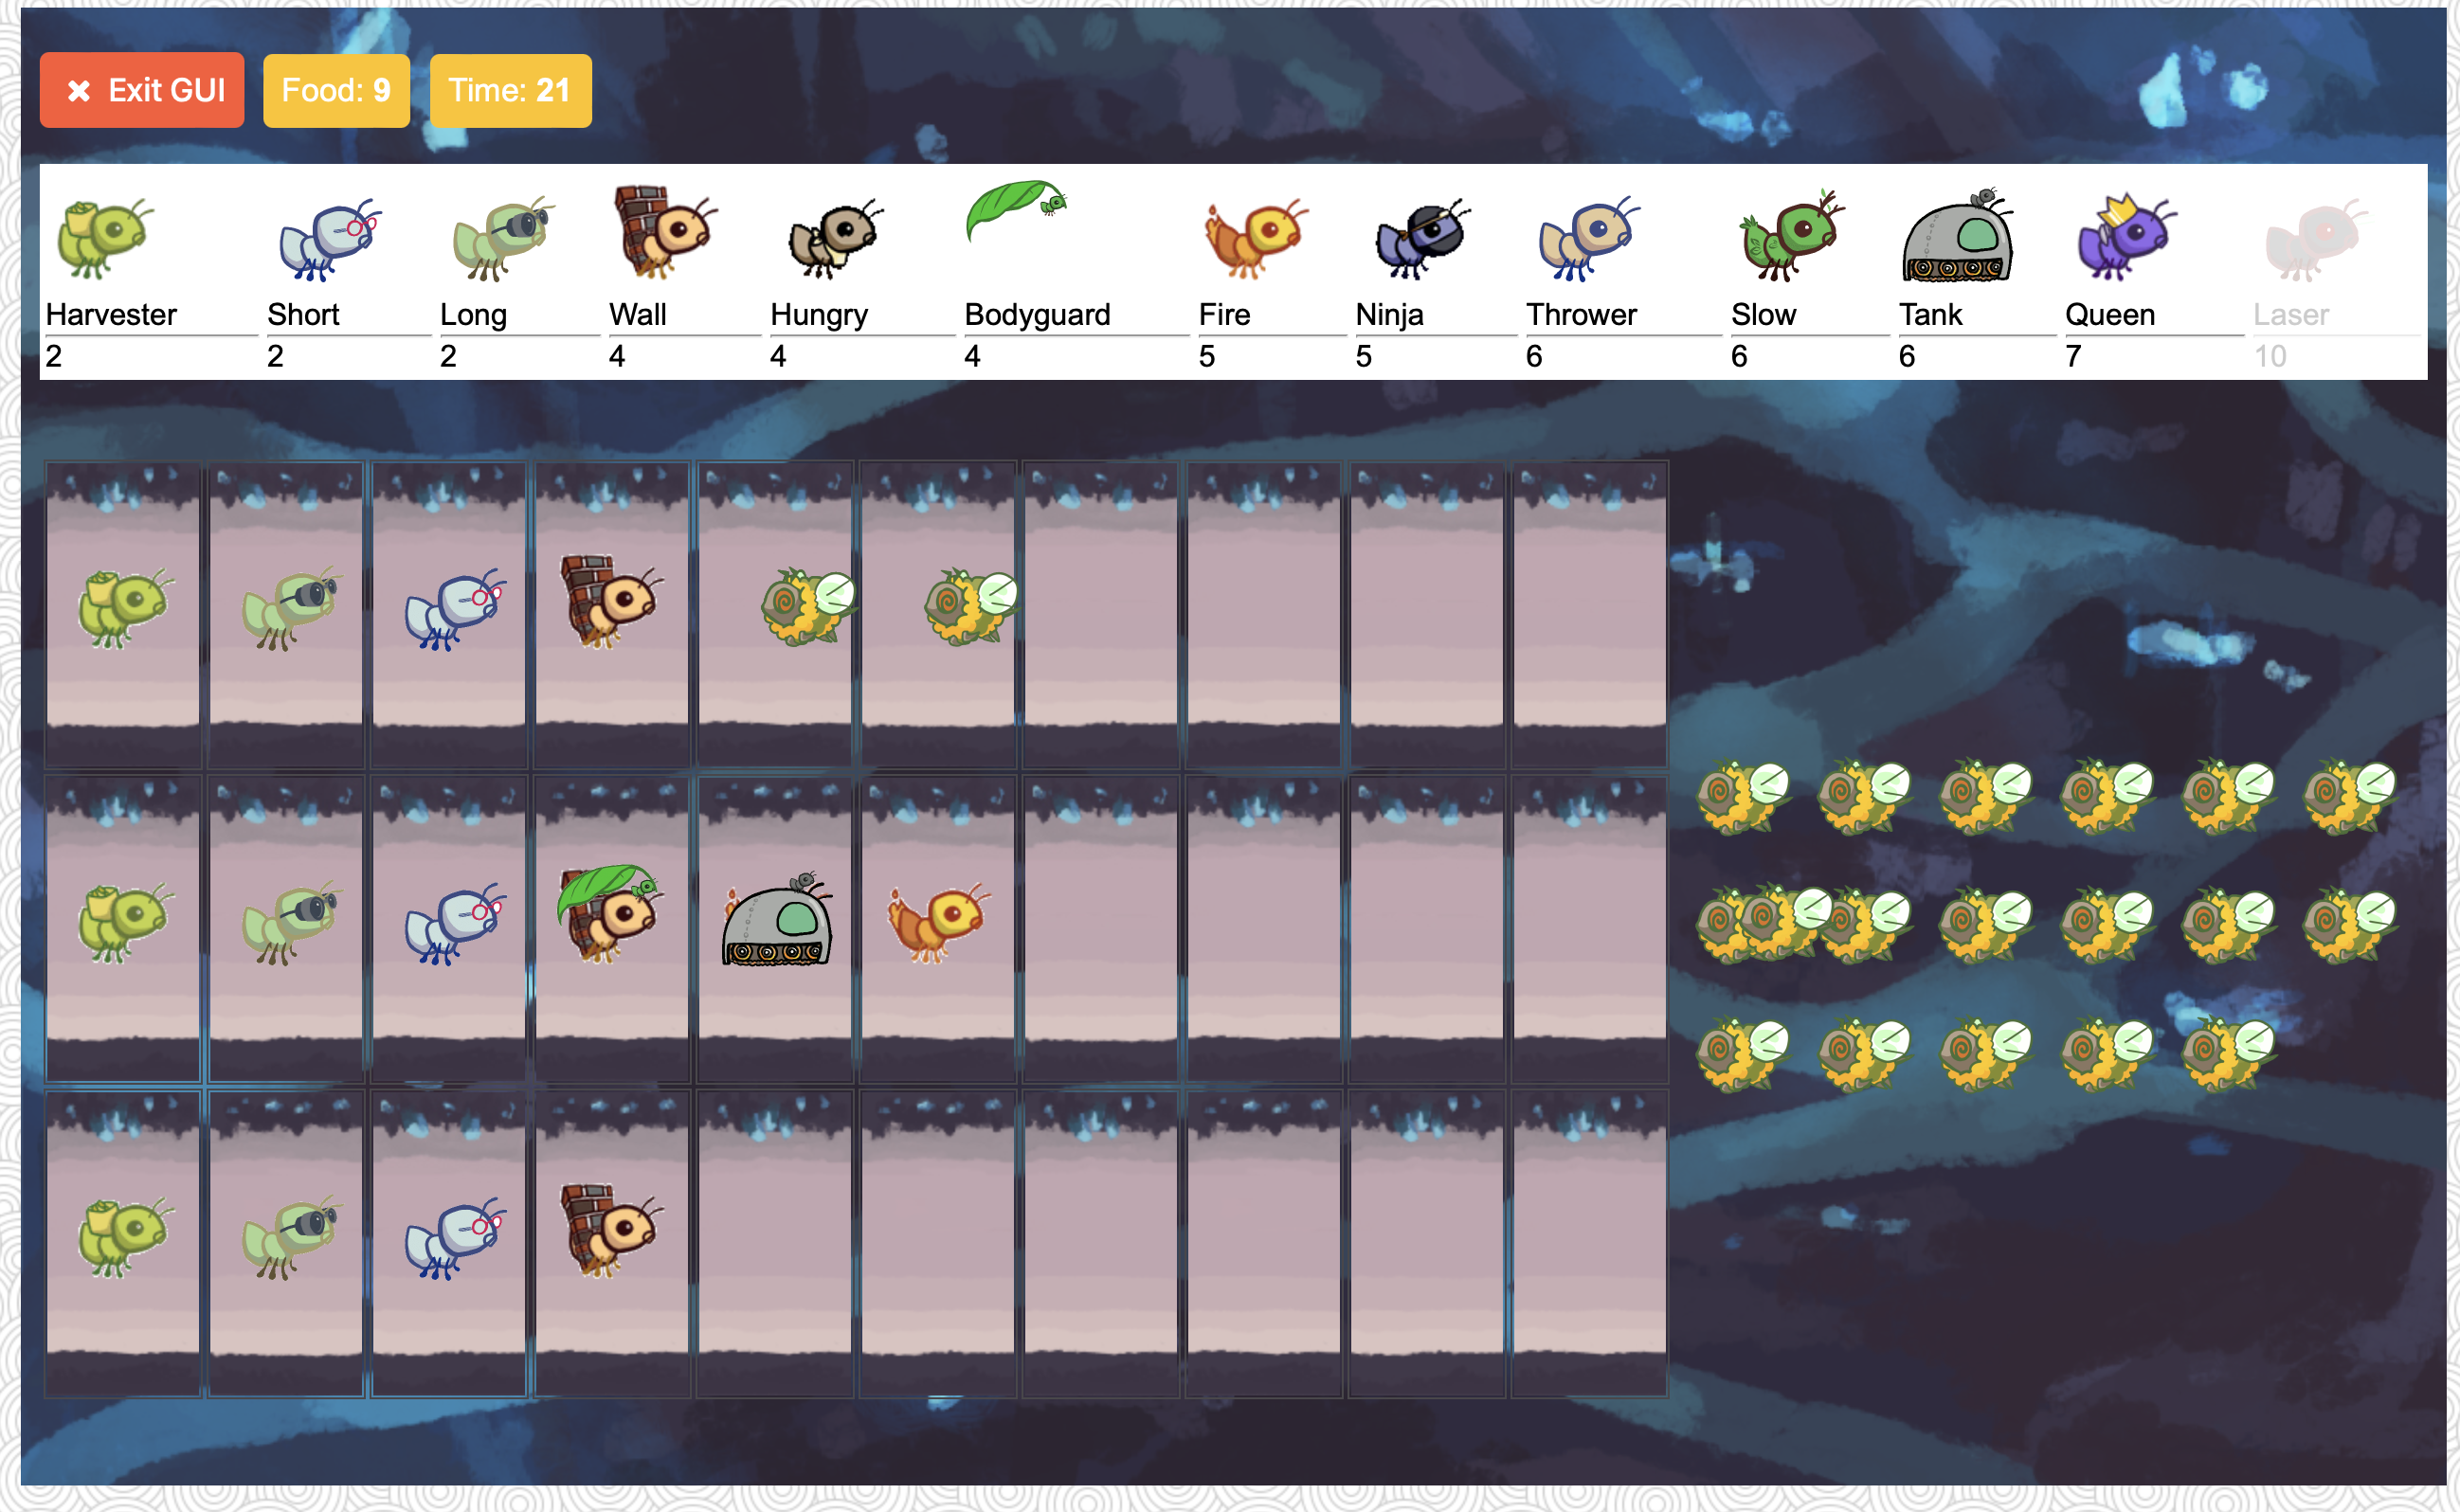 ✖ Exit GUI Food: 9 Time: 21
Harvester Short Long Wall Hungry Bodyguard Fire Ninja Thrower Slow Tank Queen Laser
2 2 2 4 4 4 5 5 6 6 6 7 10